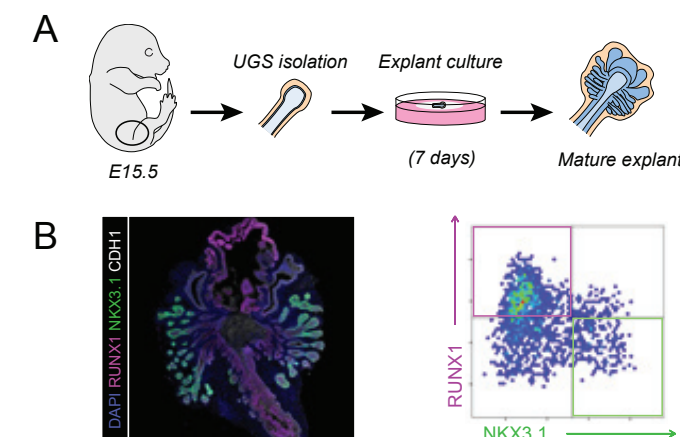 A
UGS isolation
Explant culture
E15.5
(7 days)
Mature explant
B
DAPI RUNX1 NKX3.1 CDH1
RUNX1
NKX3.1